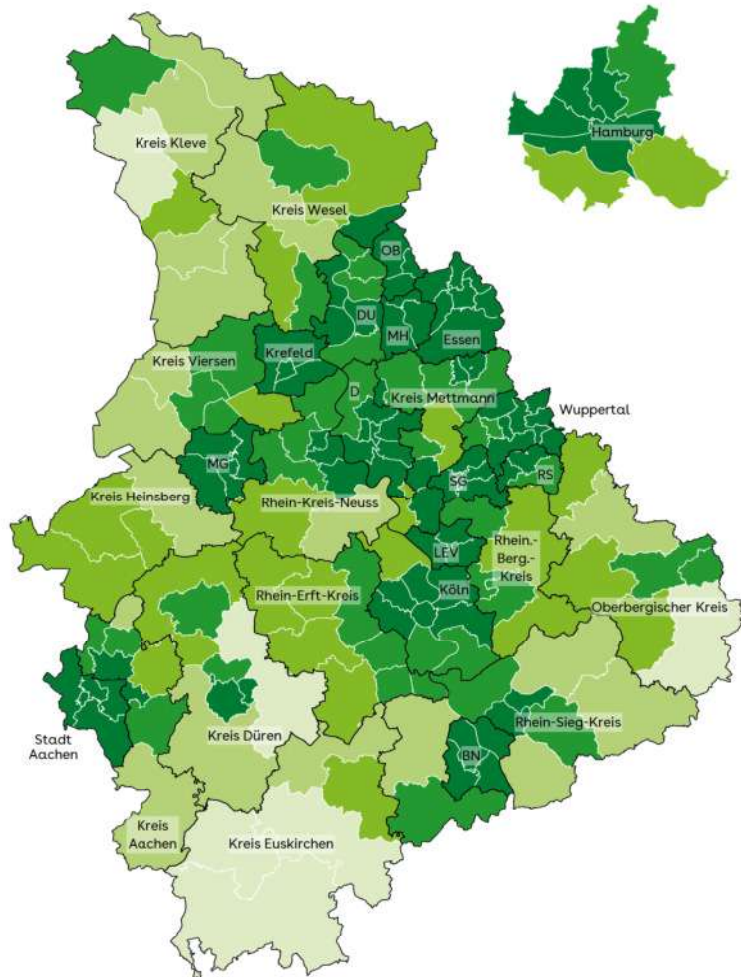 Hamburg
Kreis Kleve
Kreis Wesel
OB
DU
MH
Essen
Kreis Viersen
Krefeld
D
Kreis Mettmann
Wuppertal
MG
SG
RS
Kreis Heinsberg
Rhein-Kreis-Neuss
LEV
Rhein.-
Berg.-
Kreis
Rhein-Erft-Kreis
Köln
Oberbergischer Kreis
Stadt
Aachen
Kreis Düren
Rhein-Sieg-Kreis
BN
Kreis
Aachen
Kreis Euskirchen